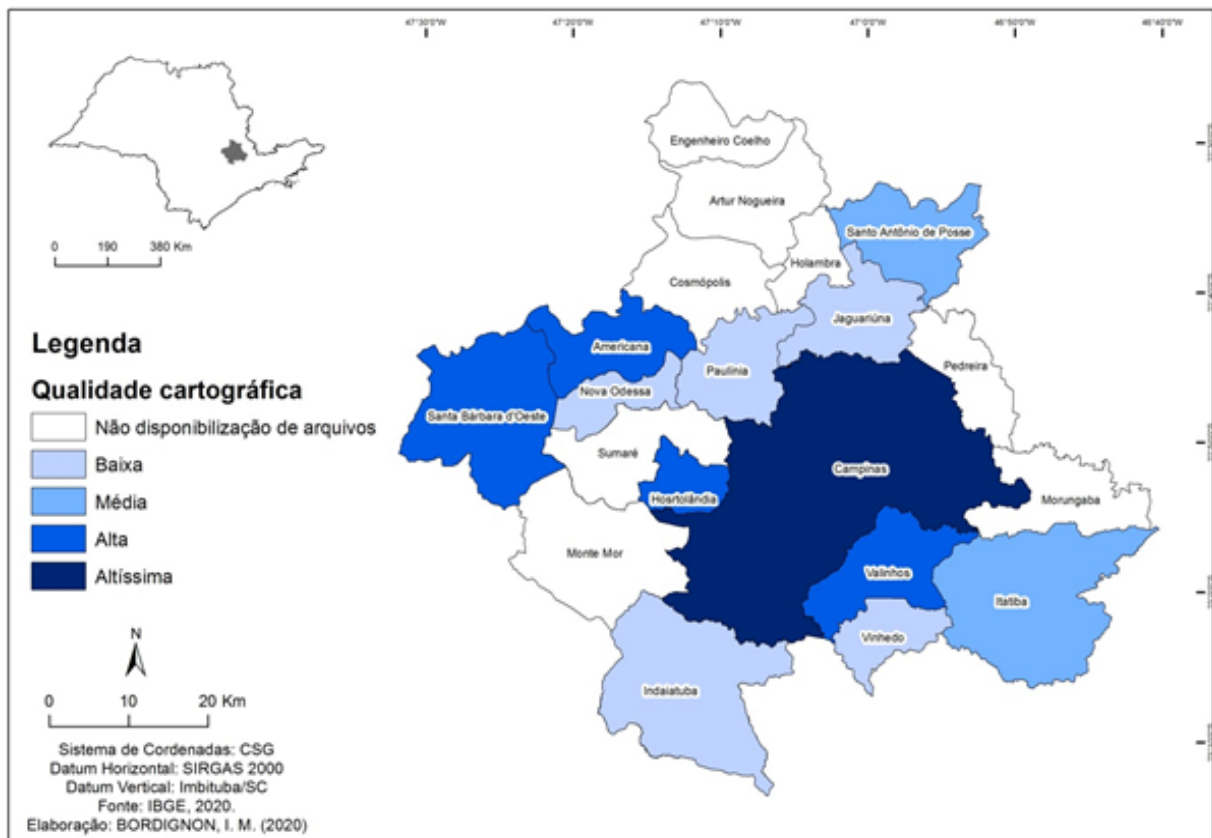 47°30'0"W 47°20'0"W 47°10'0"W 47°0'0"W 46°50'0"W 46°40'0"W
0 190 380 Km
Engenheiro Coelho
Artur Nogueira
Santo Antônio de Posse
Holambra
Cosmópolis
Jaguariúna
Americana
Paulínia
Pedreira
Nova Odessa
Santa Bárbara d'Oeste
Sumaré
Campinas
Hosrtolândia
Morungaba
Monte Mor
Valinhos
Itatiba
Vinhedo
Indaiatuba
Legenda
Qualidade cartográfica
Não disponibilização de arquivos
Baixa
Média
Alta
Altíssima
N
0 10 20 Km
Sistema de Cordenadas: CSG
Datum Horizontal: SIRGAS 2000
Datum Vertical: Imbituba/SC
Fonte: IBGE, 2020.
Elaboração: BORDIGNON, I. M. (2020)